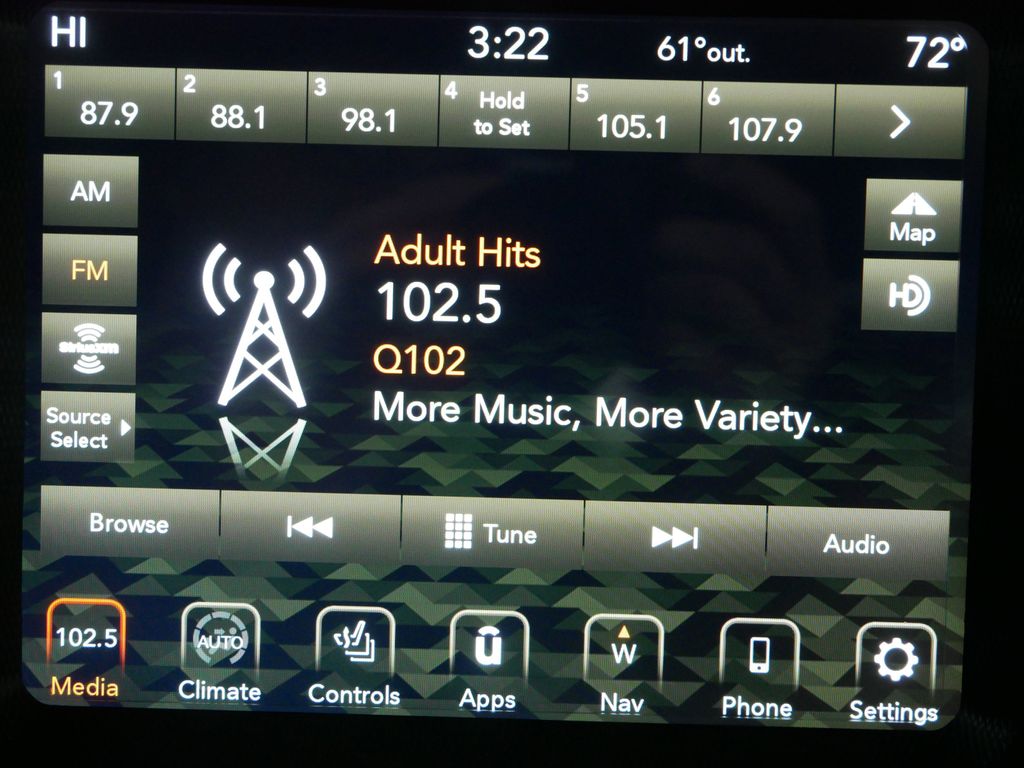 HI 3:22 61°out. 72°
1 87.9 2 88.1 3 98.1 4 Hold to Set 5 105.1 6 107.9
AM
FM
SiriusXM
Source
Select
Map
HD
Adult Hits
102.5
Q102
More Music, More Variety...
Browse Tune Audio
102.5 AUTO W
Media Climate Controls Apps Nav Phone Settings